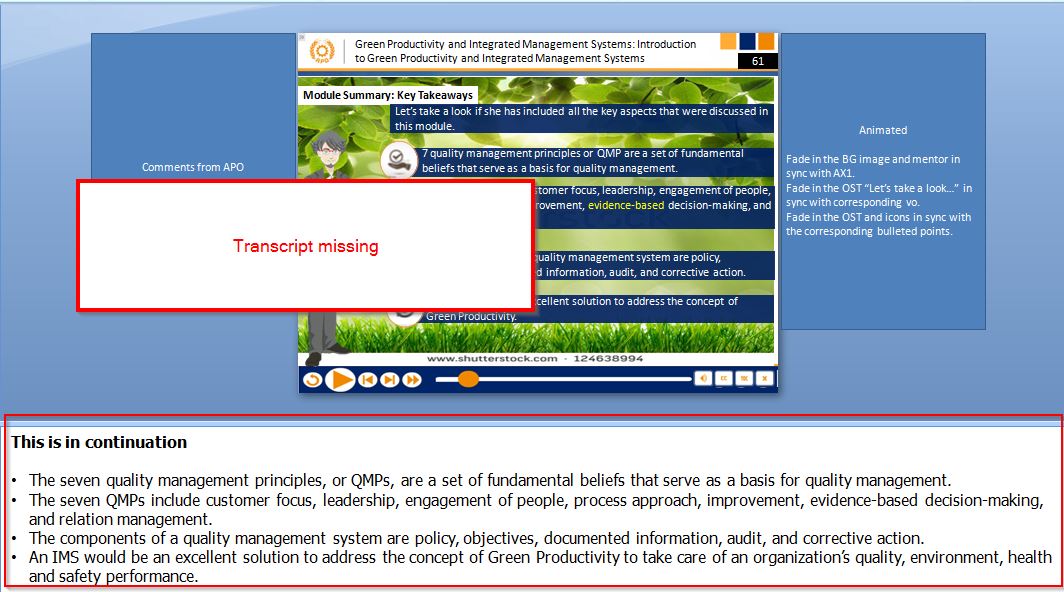 Green Productivity and Integrated Management Systems: Introduction
to Green Productivity and Integrated Management Systems
61
Module Summary: Key Takeaways
Let's take a look if she has included all the key aspects that were discussed in
this module.
7 quality management principles or QMP are a set of fundamental
beliefs that serve as a basis for quality management.
stomer focus, leadership, engagement of people,
rovement, evidence-based decision-making, and
quality management system are policy,
ed information, audit, and corrective action.
xcellent solution to address the concept of
Green Productivity.
www.shutterstock.com · 124638994
Comments from APO
Transcript missing
Animated
Fade in the BG image and mentor in
sync with AX1.
Fade in the OST “Let's take a look…” in
sync with corresponding vo.
Fade in the OST and icons in sync with
the corresponding bulleted points.
This is in continuation
• The seven quality management principles, or QMPs, are a set of fundamental beliefs that serve as a basis for quality management.
• The seven QMPs include customer focus, leadership, engagement of people, process approach, improvement, evidence-based decision-making,
and relation management.
• The components of a quality management system are policy, objectives, documented information, audit, and corrective action.
• An IMS would be an excellent solution to address the concept of Green Productivity to take care of an organization’s quality, environment, health
and safety performance.